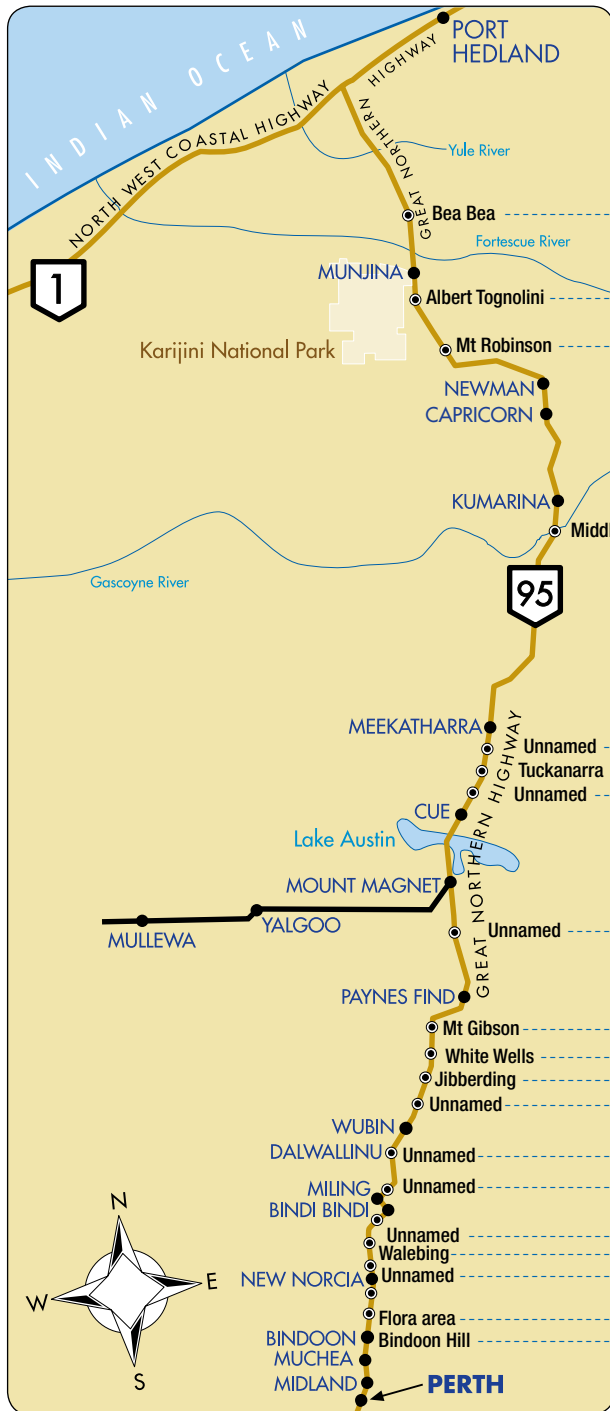 PORT
HEDLAND
INDIAN OCEAN
NORTH WEST COASTAL HIGHWAY
GREAT NORTHERN HIGHWAY
Yule River
Bea Bea
Fortescue River
1
MUNJINA
Albert Tognolini
Karijini National Park
Mt Robinson
NEWMAN
CAPRICORN
KUMARINA
Middl
Gascoyne River
95
MEEKATHARRA
Unnamed
Tuckanarra
Unnamed
CUE
GREAT NORTHERN HIGHWAY
Lake Austin
MOUNT MAGNET
MULLEWA
YALGOO
Unnamed
PAYNES FIND
Mt Gibson
White Wells
Jibberding
Unnamed
WUBIN
DALWALLINU Unnamed
MILING Unnamed
BINDI BINDI
Unnamed
Walebing
NEW NORCIA Unnamed
Flora area
BINDOON Bindoon Hill
MUCHEA
MIDLAND PERTH
N
W E
S